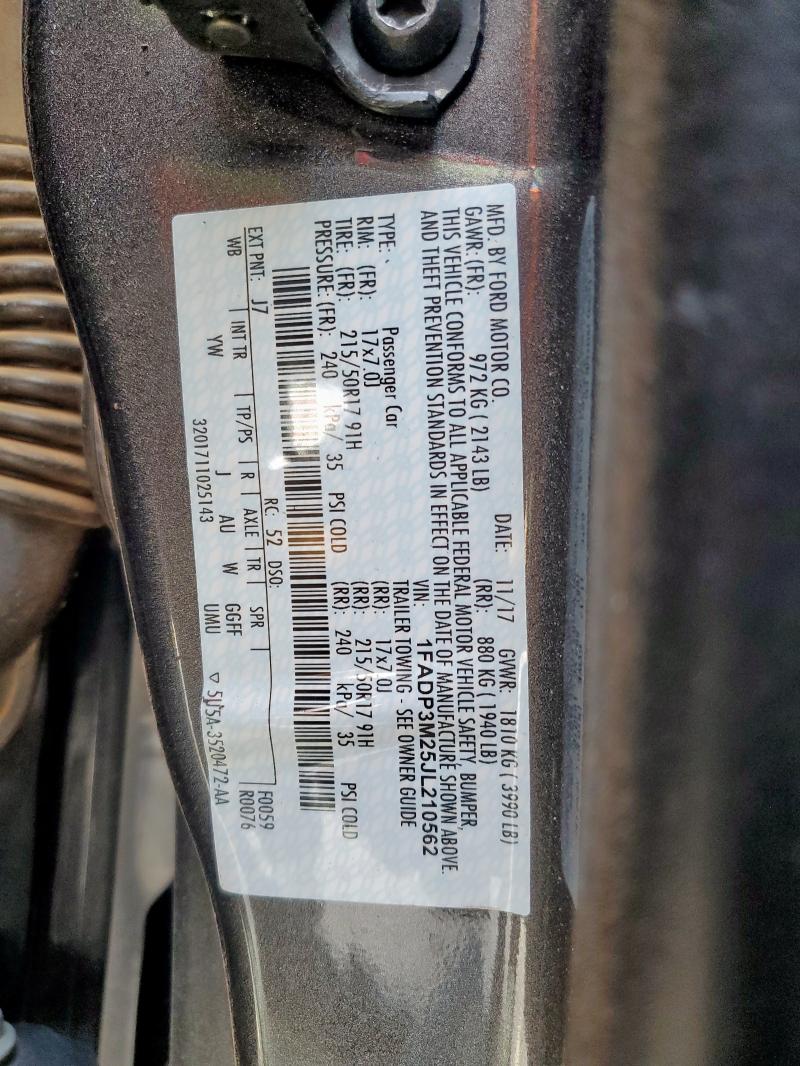 MFD. BY FORD MOTOR CO.
DATE: 11/17 GVWR: 1810 KG ( 3990 LB)
GAWR: (FR): 972 KG ( 2143 LB) (RR): 880 KG ( 1940 LB)
THIS VEHICLE CONFORMS TO ALL APPLICABLE FEDERAL MOTOR VEHICLE SAFETY, BUMPER,
AND THEFT PREVENTION STANDARDS IN EFFECT ON THE DATE OF MANUFACTURE SHOWN ABOVE.
VIN: 1FADP3M25JL210562
TYPE: Passenger Car TRAILER TOWING - SEE OWNER GUIDE
RIM: (FR): 17x7.0J (RR): 17x7.0J
TIRE: (FR): 215/50R17 91H (RR): 215/50R17 91H
PRESSURE: (FR): 240 kPa/ 35 PSI COLD (RR): 240 kPa/ 35 PSI COLD
EXT PNT: J7 RC: 52 DSO: F0059
WB INT TR TP/PS R AXLE TR SPR R0076
YW J AU W GGFF
3201711025143 UMU ▽ 5U5A-3520472-AA